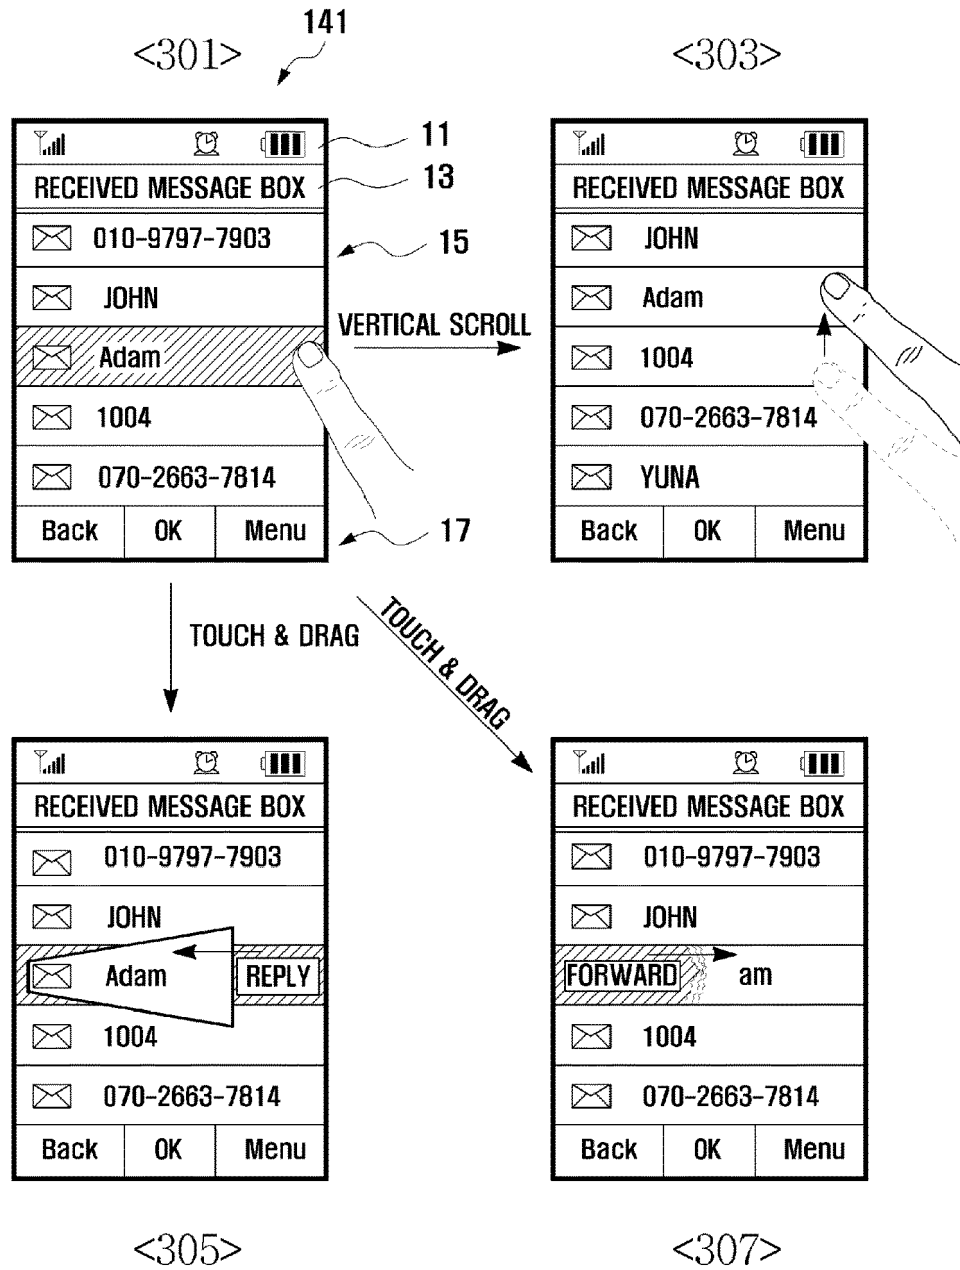 141
<301>
<303>
11
RECEIVED MESSAGE BOX
13
010-9797-7903
15
JOHN
Adam
1004
070-2663-7814
Back OK Menu
17
VERTICAL SCROLL
RECEIVED MESSAGE BOX
JOHN
Adam
1004
070-2663-7814
YUNA
Back OK Menu
TOUCH & DRAG
TOUCH & DRAG
RECEIVED MESSAGE BOX
010-9797-7903
JOHN
Adam REPLY
1004
070-2663-7814
Back OK Menu
RECEIVED MESSAGE BOX
010-9797-7903
JOHN
FORWARD am
1004
070-2663-7814
Back OK Menu
<305>
<307>